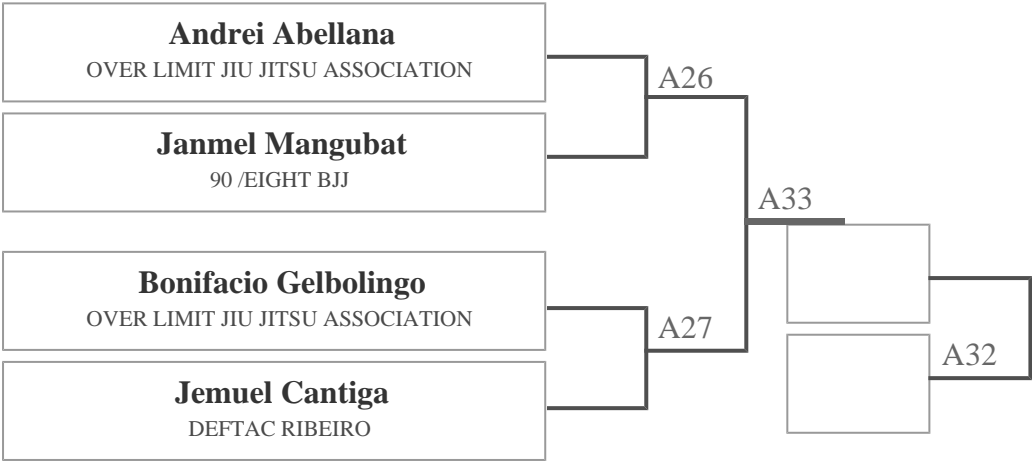 Andrei Abellana
OVER LIMIT JIU JITSU ASSOCIATION
A26
Janmel Mangubat
90 /EIGHT BJJ
A33
Bonifacio Gelbolingo
OVER LIMIT JIU JITSU ASSOCIATION
A27
A32
Jemuel Cantiga
DEFTAC RIBEIRO